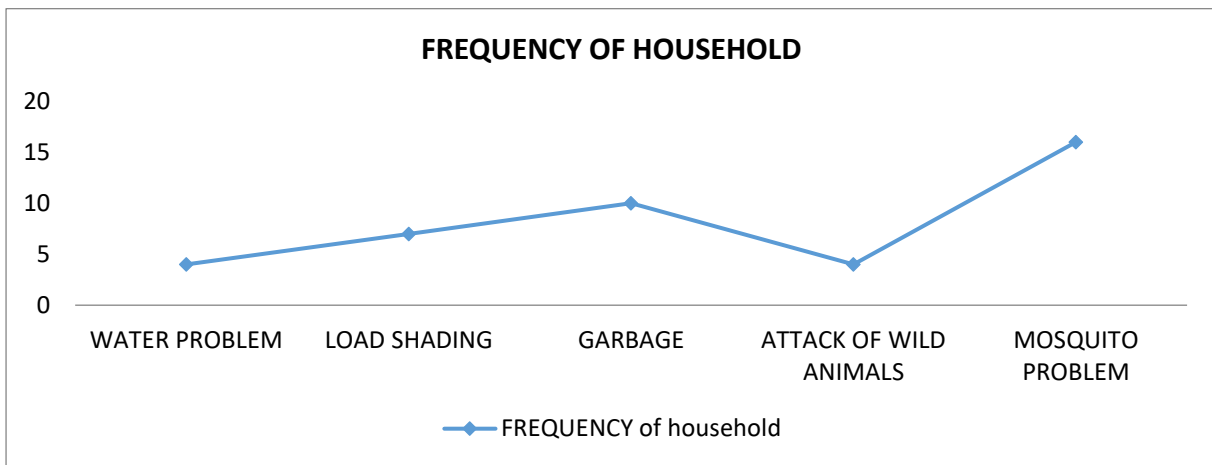 FREQUENCY OF HOUSEHOLD
20
15
10
5
0
WATER PROBLEM
LOAD SHADING
GARBAGE
ATTACK OF WILD
ANIMALS
MOSQUITO
PROBLEM
FREQUENCY of household